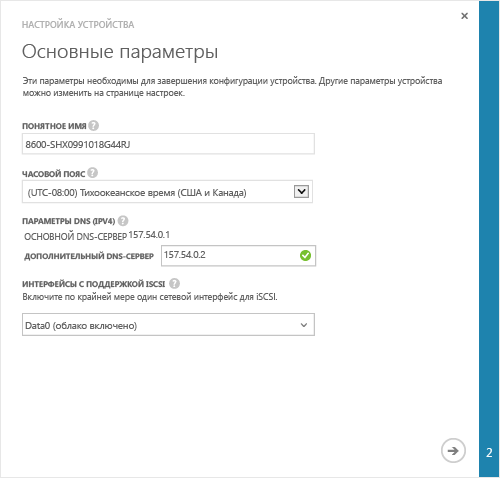 НАСТРОЙКА УСТРОЙСТВА
Основные параметры
Эти параметры необходимы для завершения конфигурации устройства. Другие параметры устройства
можно изменить на странице настроек.
ПОНЯТНОЕ ИМЯ ?
8600-SHX0991018G44RJ
ЧАСОВОЙ ПОЯС ?
(UTC-08:00) Тихоокеанское время (США и Канада)
ПАРАМЕТРЫ DNS (IPV4) ?
ОСНОВНОЙ DNS-СЕРВЕР 157.54.0.1
ДОПОЛНИТЕЛЬНЫЙ DNS-СЕРВЕР 157.54.0.2
ИНТЕРФЕЙСЫ С ПОДДЕРЖКОЙ ISCSI ?
Включите по крайней мере один сетевой интерфейс для iSCSI.
Data0 (облако включено)
2